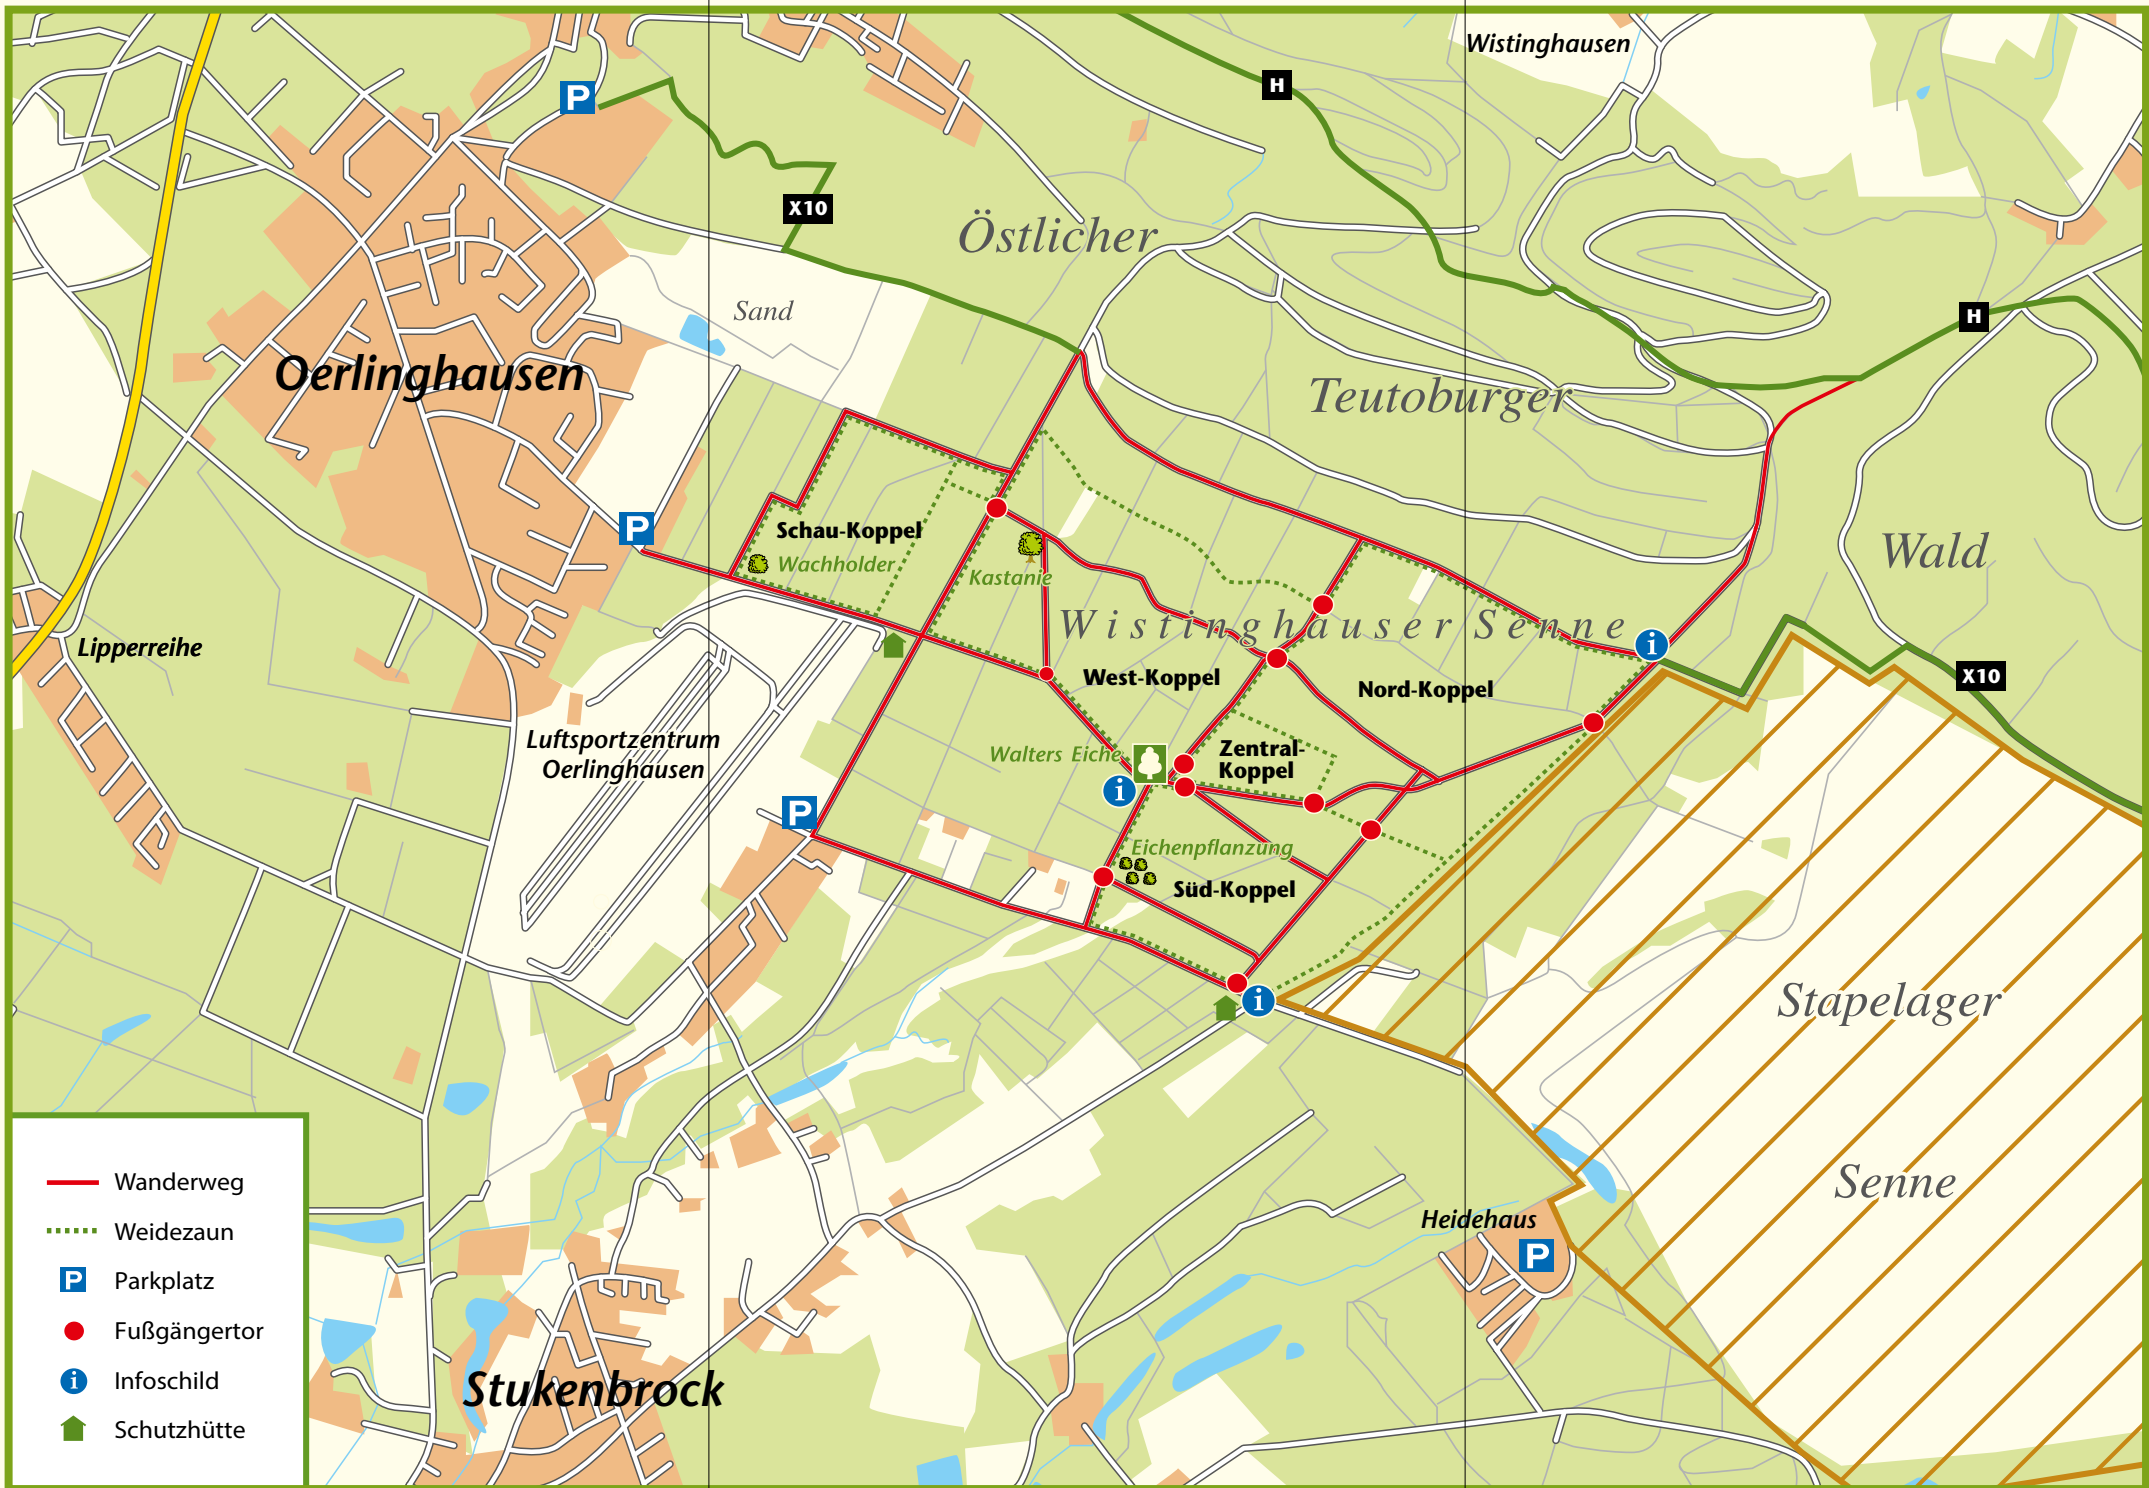 Wistinghausen
P
H
X10
Östlicher
Sand
H
Oerlinghausen
Teutoburger
P
Schau-Koppel
Wachholder
Kastanie
Wald
Wistinghauser Senne
i
Lipperreihe
West-Koppel
Nord-Koppel
X10
Luftsportzentrum
Oerlinghausen
Walters Eiche
Zentral-
Koppel
i
P
Eichenpflanzung
Süd-Koppel
i
Stapelager
Senne
Heidehaus
P
Stukenbrock
Wanderweg
Weidezaun
P Parkplatz
Fußgängertor
i Infoschild
Schutzhütte